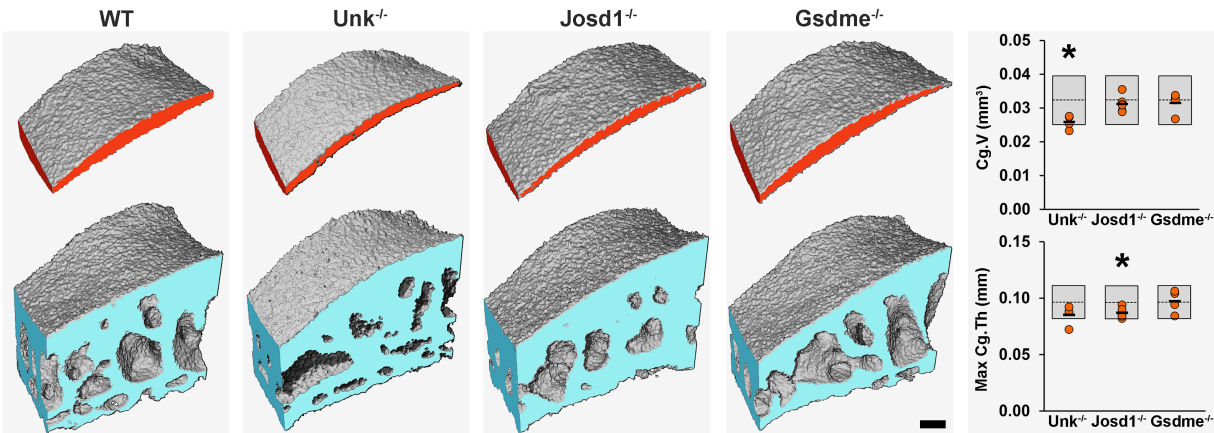 WT Unk-/- Josd1-/- Gsdme-/-
Cg.V (mm³)
0.05
*
0.04
0.03
0.02
0.01
0.00
Unk-/- Josd1-/- Gsdme-/-
Max Cg.Th (mm)
0.15
*
0.10
0.05
0.00
Unk-/- Josd1-/- Gsdme-/-